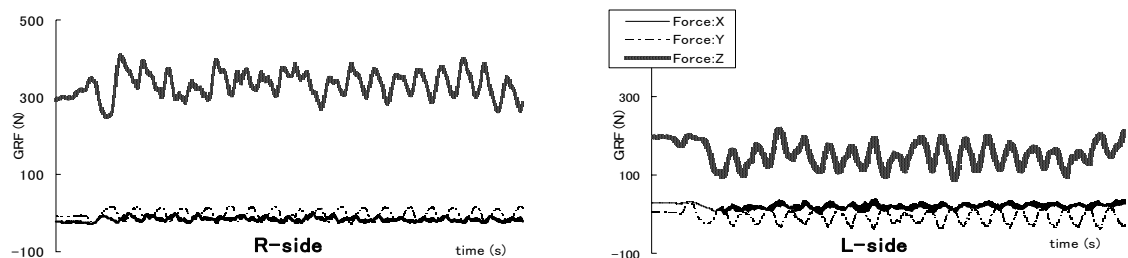 500
300
100
-100
GRF (N)
R-side
time (s)
Force:X
Force:Y
Force:Z
300
100
-100
GRF (N)
L-side
time (s)